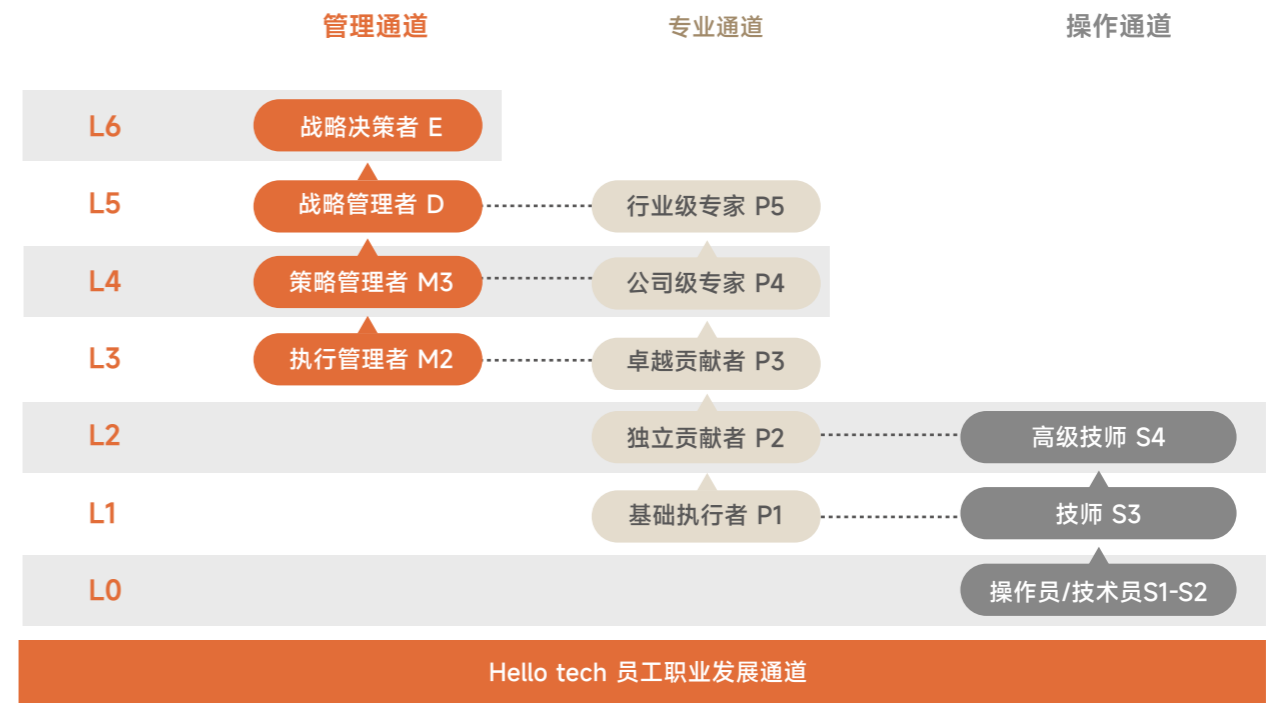 管理通道 专业通道 操作通道
L6 战略决策者 E
L5 战略管理者 D 行业级专家 P5
L4 策略管理者 M3 公司级专家 P4
L3 执行管理者 M2 卓越贡献者 P3
L2 独立贡献者 P2 高级技师 S4
L1 基础执行者 P1 技师 S3
L0 操作员/技术员S1-S2
Hello tech 员工职业发展通道